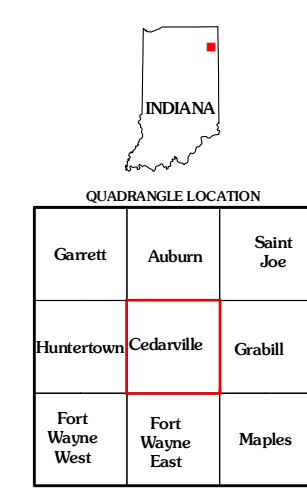 INDIANA
QUADRANGLE LOCATION
Garrett
Auburn
Saint
Joe
Huntertown
Cedarville
Grabill
Fort
Wayne
West
Fort
Wayne
East
Maples